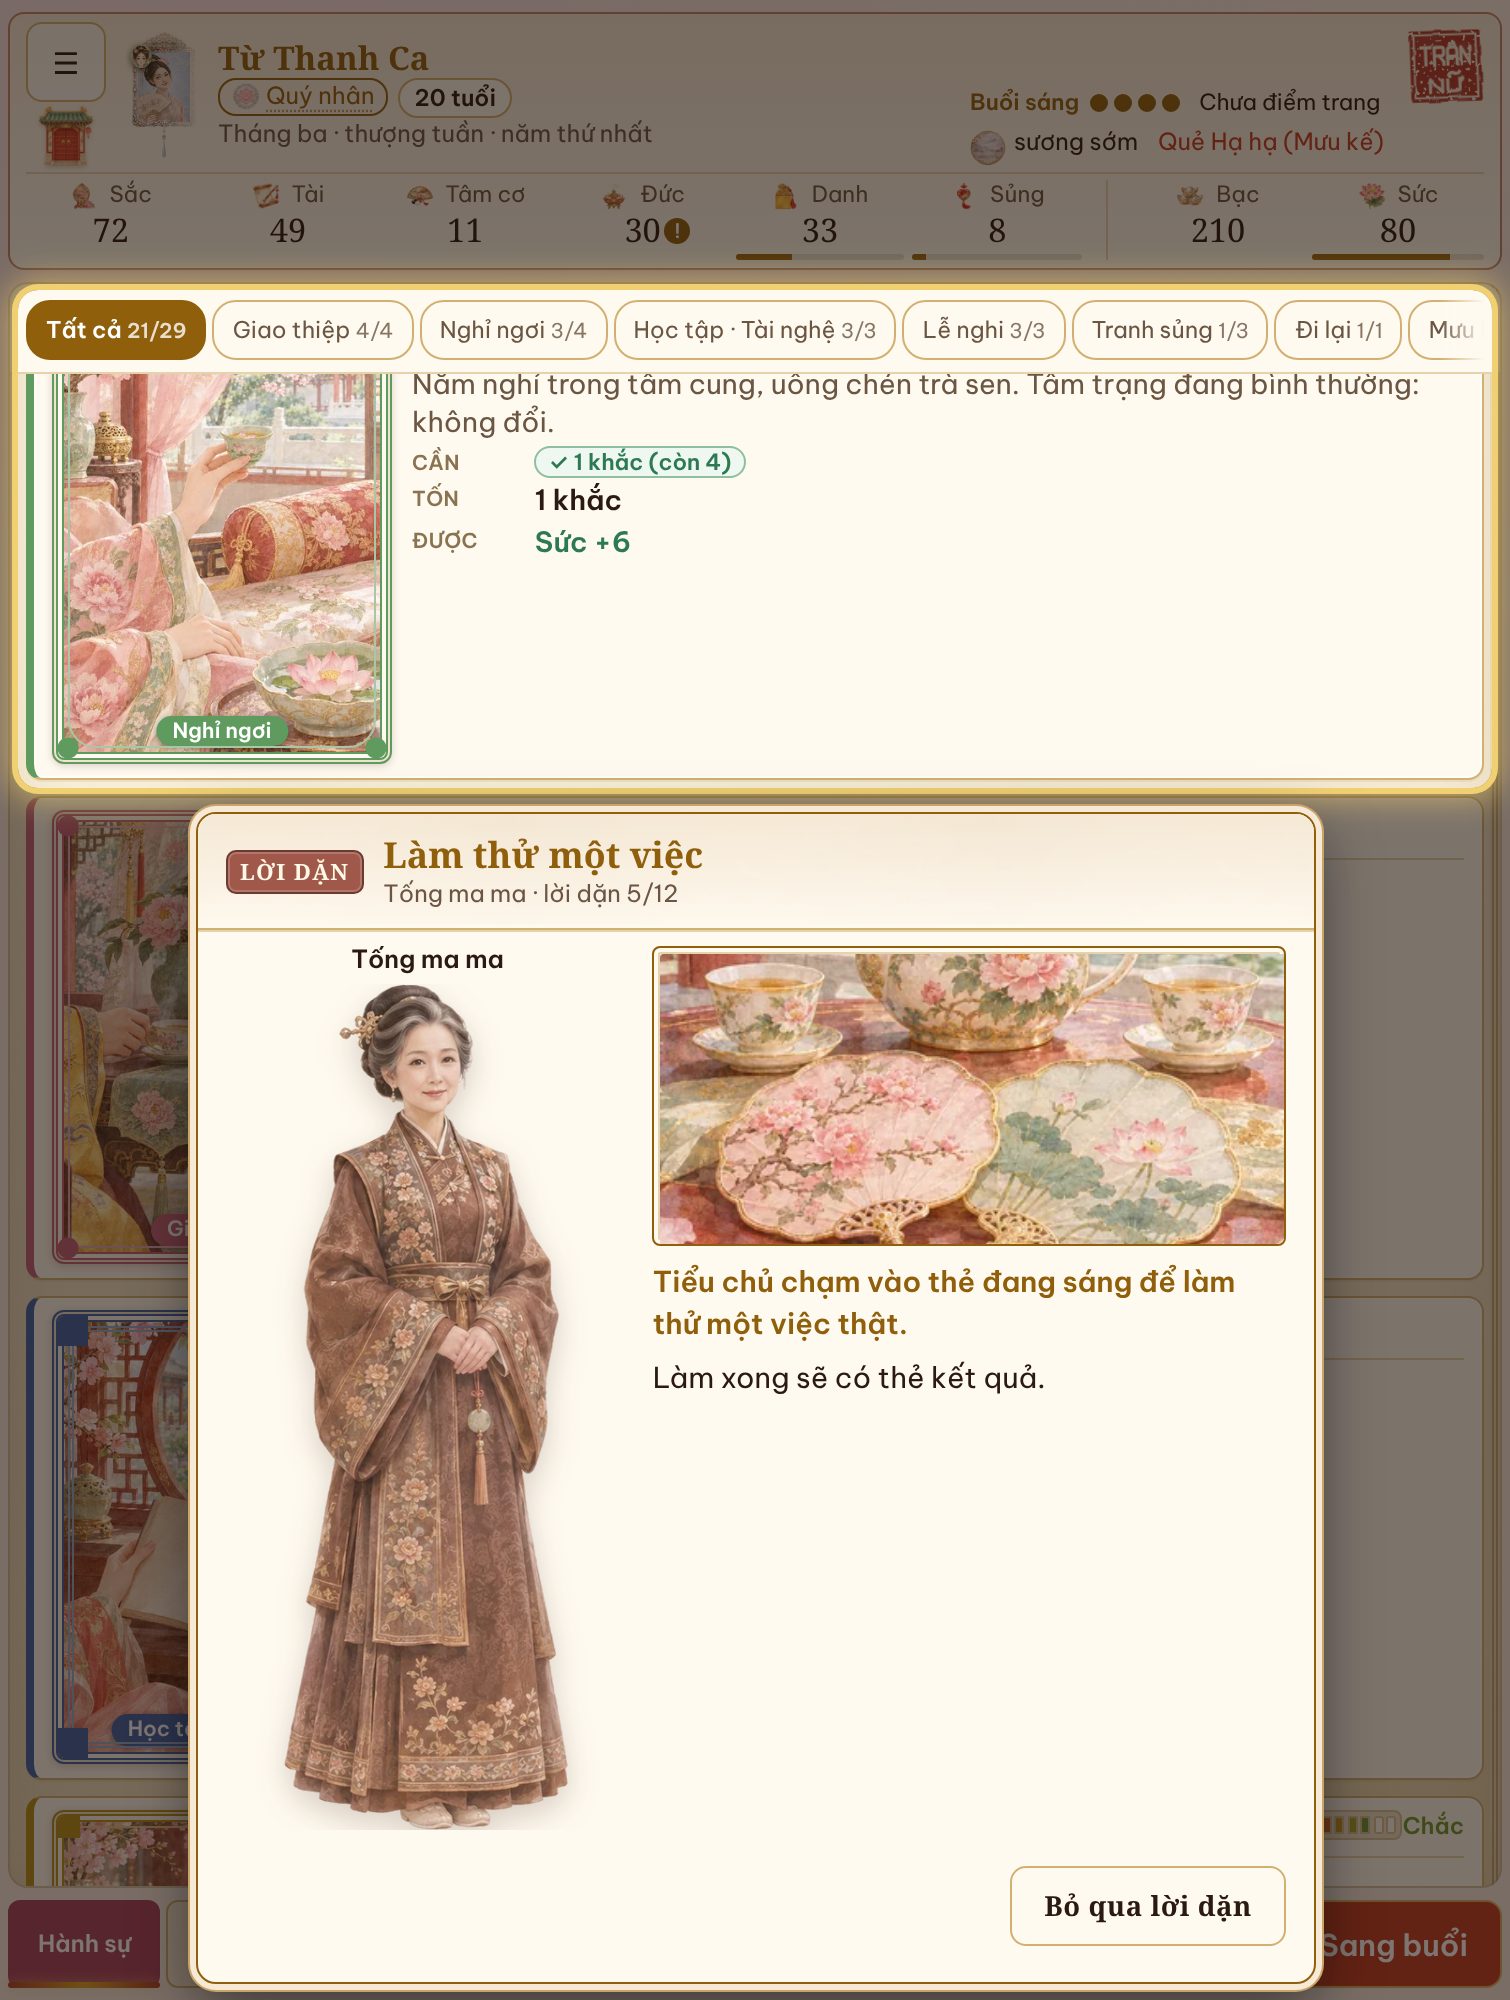 Từ Thanh Ca
Quý nhân 20 tuổi
Tháng ba · thượng tuần · năm thứ nhất
Buổi sáng Chưa điểm trang
sương sớm Quẻ Hạ hạ (Mưu kế)
TRÂN NỮ
Sắc Tài Tâm cơ Đức Danh Sủng Bạc Sức
72 49 11 30 ! 33 8 210 80
Tất cả 21/29 Giao thiệp 4/4 Nghỉ ngơi 3/4 Học tập · Tài nghệ 3/3 Lễ nghi 3/3 Tranh sủng 1/3 Đi lại 1/1 Mưu
Nằm nghỉ trong tẩm cung, uống chén trà sen. Tâm trạng đang bình thường:
không đổi.
CẦN ✓ 1 khắc (còn 4)
TỐN 1 khắc
ĐƯỢC Sức +6
Nghỉ ngơi
LỜI DẶN
Làm thử một việc
Tống ma ma · lời dặn 5/12
Tống ma ma
Tiểu chủ chạm vào thẻ đang sáng để làm
thử một việc thật.
Làm xong sẽ có thẻ kết quả.
Gi
Học t
Chắc
Bỏ qua lời dặn
Hành sự
Sang buổi